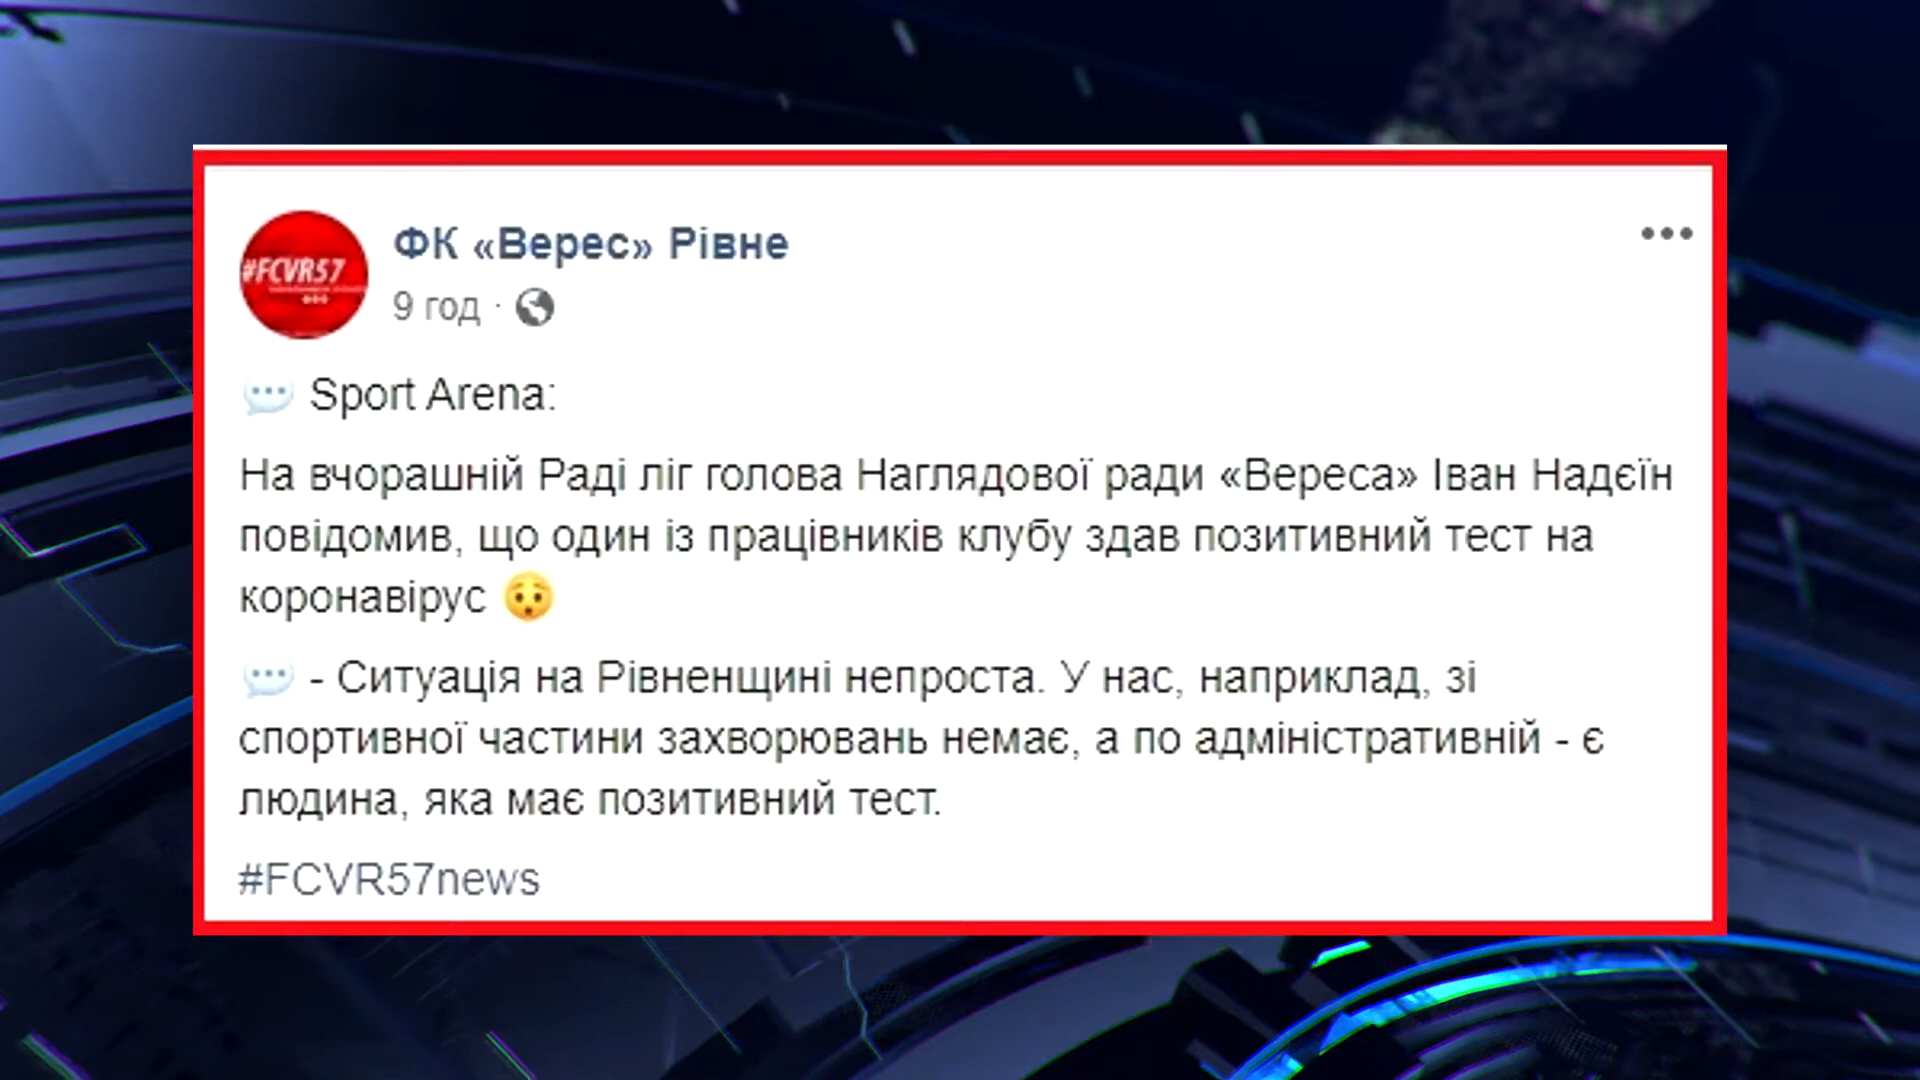 #FCVR57
ФК «Верес» Рівне
9 год ·
Sport Arena:
На вчорашній Раді ліг голова Наглядової ради «Вереса» Іван Надєїн
повідомив, що один із працівників клубу здав позитивний тест на
коронавірус 😯
💬 - Ситуація на Рівненщині непроста. У нас, наприклад, зі
спортивної частини захворювань немає, а по адміністративній - є
людина, яка має позитивний тест.
#FCVR57news